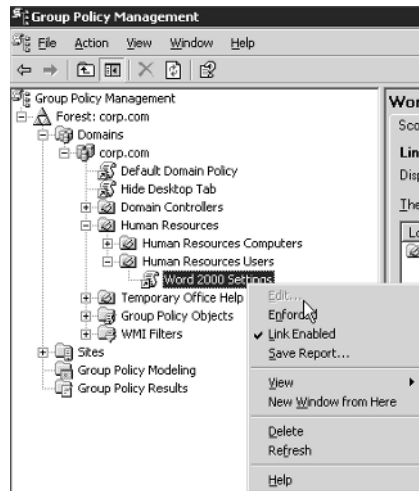 Group Policy Management
File Action View Window Help
Group Policy Management
Forest: corp.com
Domains
corp.com
Default Domain Policy
Hide Desktop Tab
Domain Controllers
Human Resources
Human Resources Computers
Human Resources Users
Word 2000 Settings
Temporary Office Help
Group Policy Objects
WMI Filters
Sites
Group Policy Modeling
Group Policy Results
Wor
Sco
Lin
Disp
The
Lo
Edit...
Enforced
Link Enabled
Save Report...
View
New Window from Here
Delete
Refresh
Help